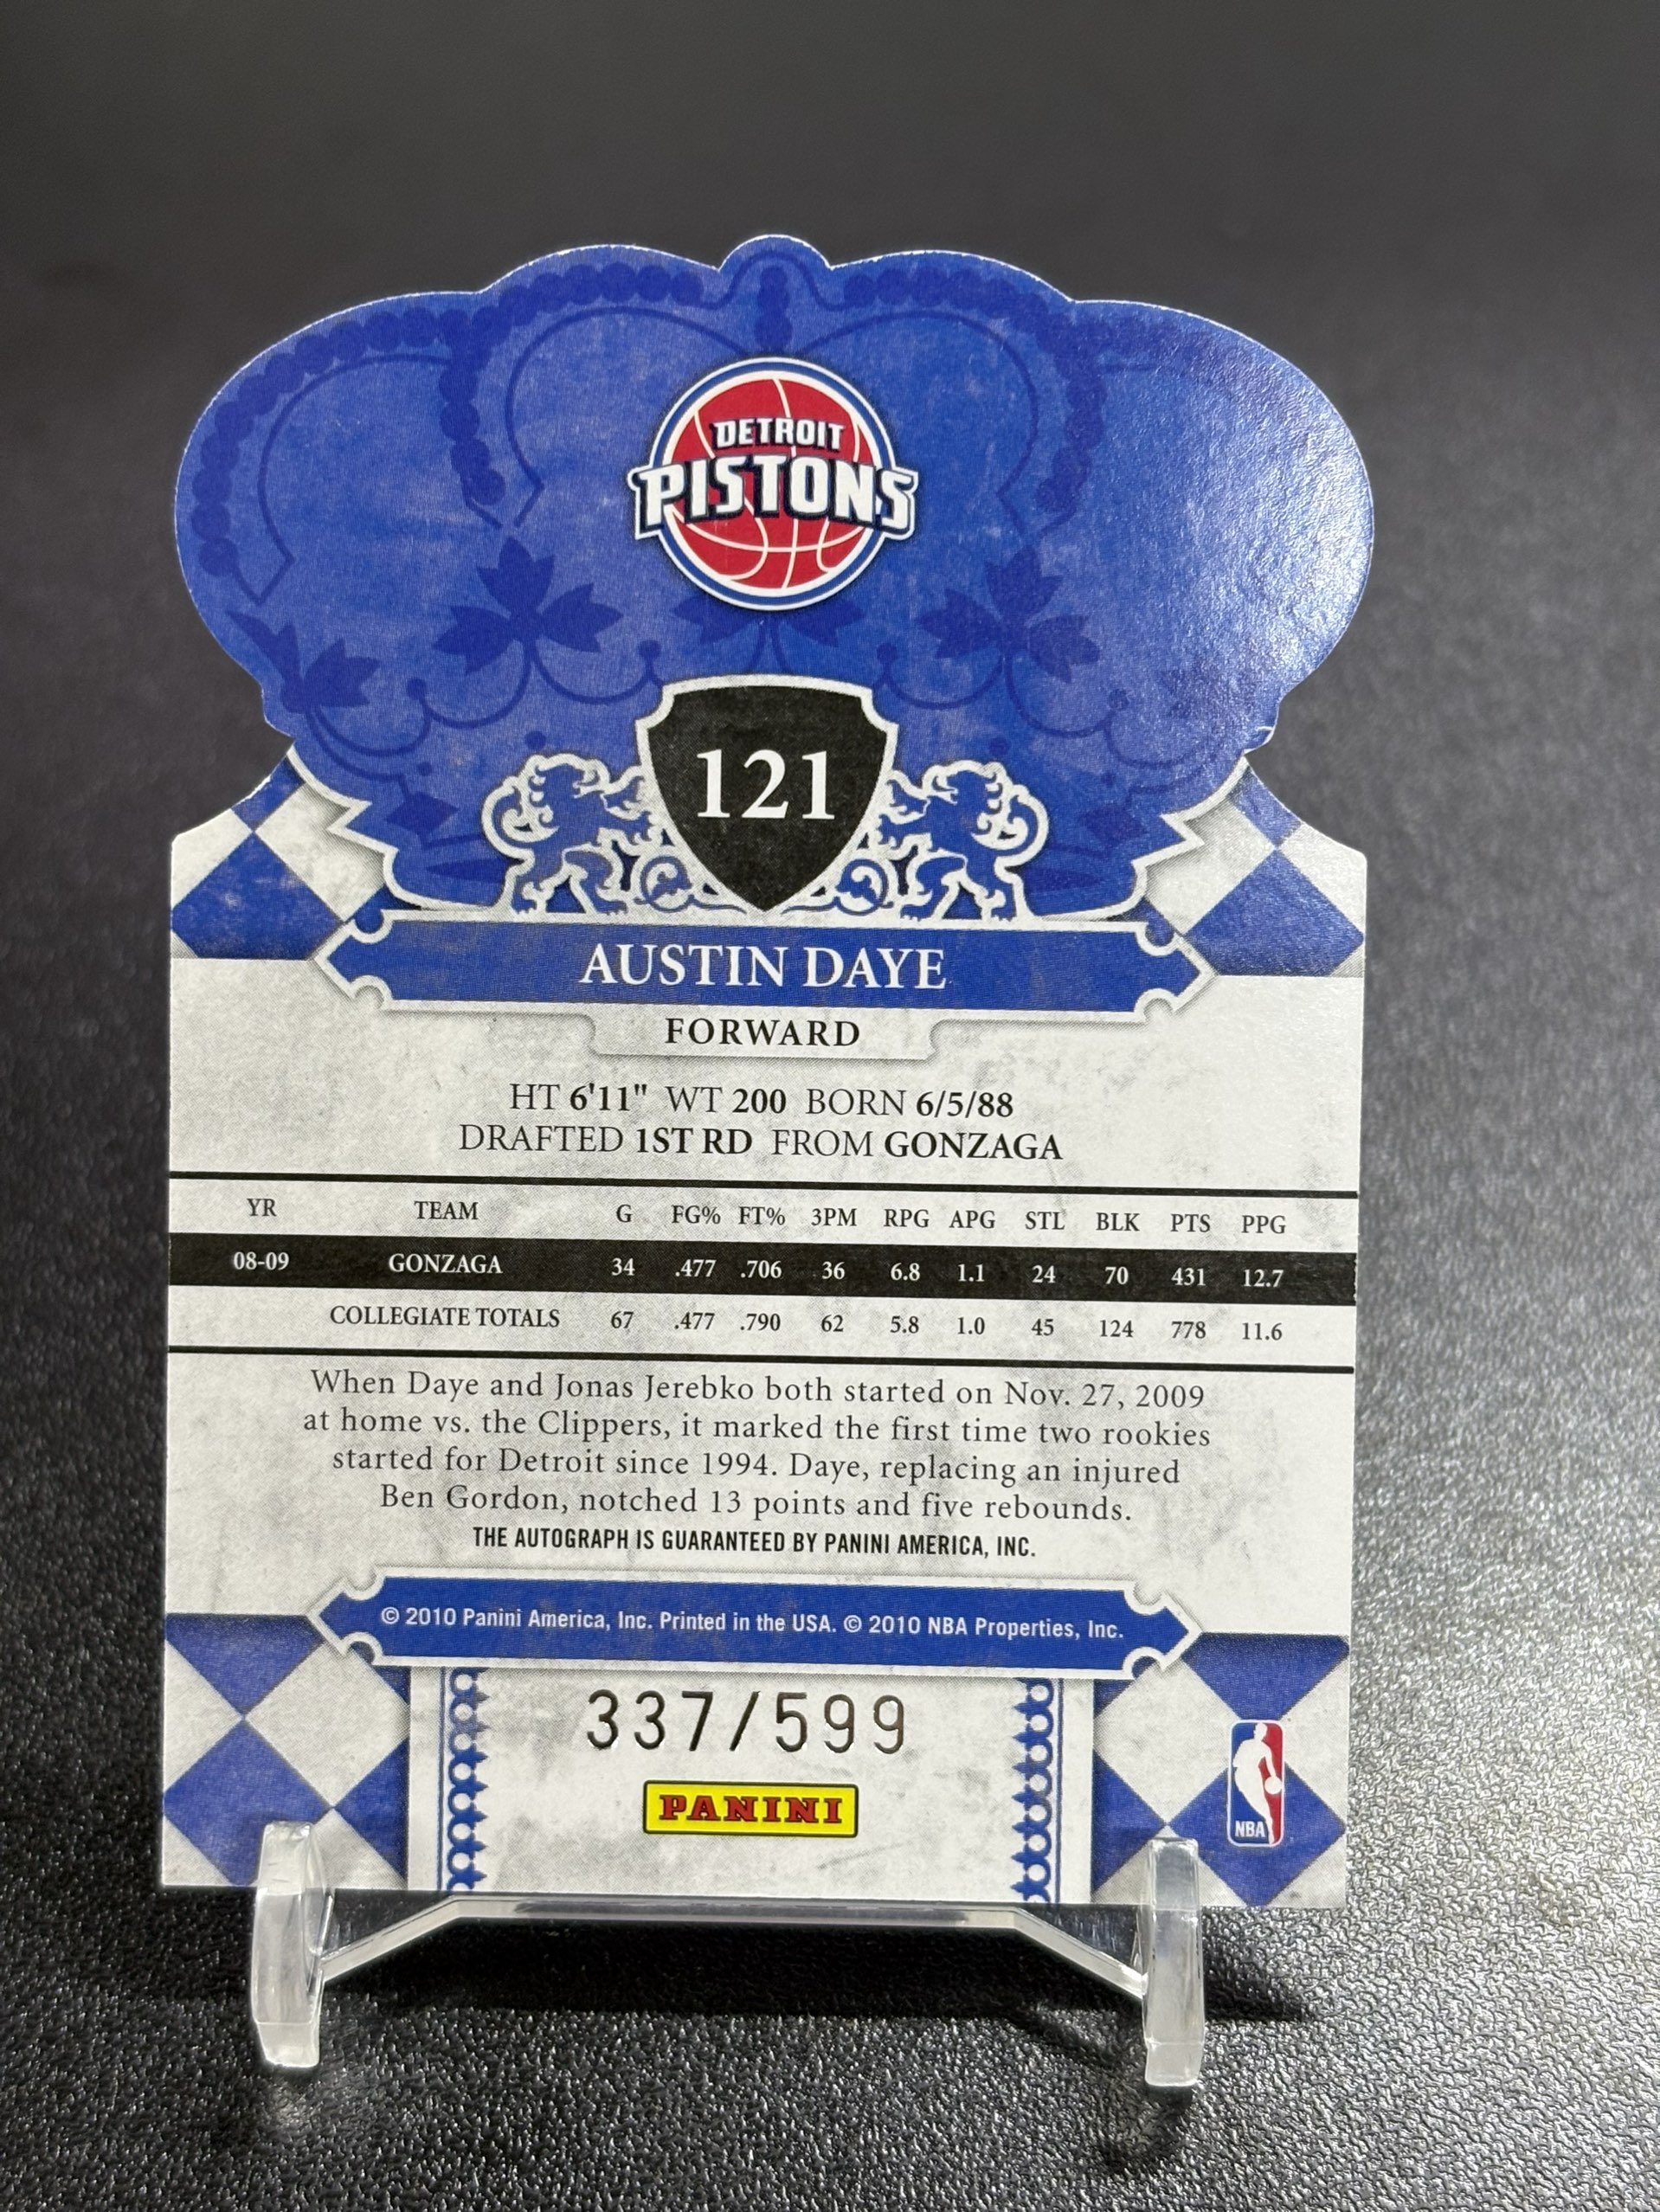 DETROIT
PISTONS
121
AUSTIN DAYE
FORWARD
HT 6'11" WT 200 BORN 6/5/88
DRAFTED 1ST RD FROM GONZAGA
YR TEAM G FG% FT% 3PM RPG APG STL BLK PTS PPG
08-09 GONZAGA 34 .477 .706 36 6.8 1.1 24 70 431 12.7
COLLEGIATE TOTALS 67 .477 .790 62 5.8 1.0 45 124 778 11.6
When Daye and Jonas Jerebko both started on Nov. 27, 2009
at home vs. the Clippers, it marked the first time two rookies
started for Detroit since 1994. Daye, replacing an injured
Ben Gordon, notched 13 points and five rebounds.
THE AUTOGRAPH IS GUARANTEED BY PANINI AMERICA, INC.
© 2010 Panini America, Inc. Printed in the USA. © 2010 NBA Properties, Inc.
337/599
PANINI
NBA